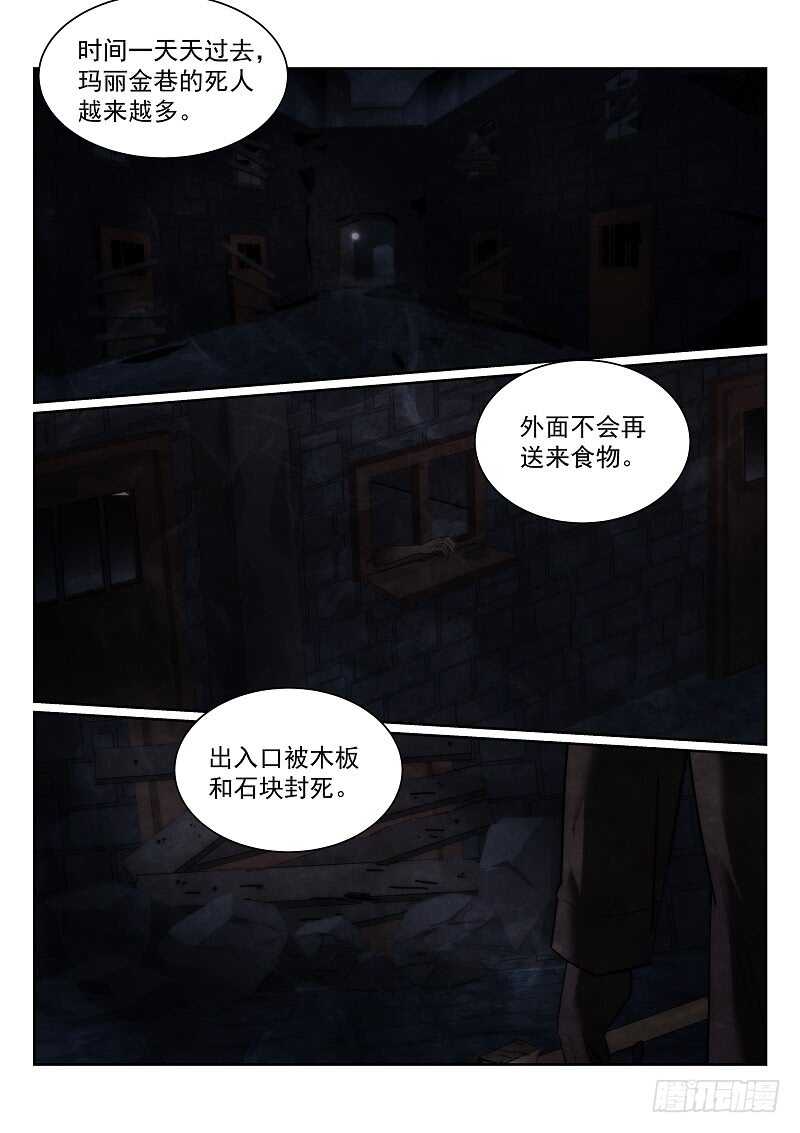 时间一天天过去，
玛丽金巷的死人
越来越多。
外面不会再
送来食物。
出入口被木板
和石块封死。
腾讯动漫